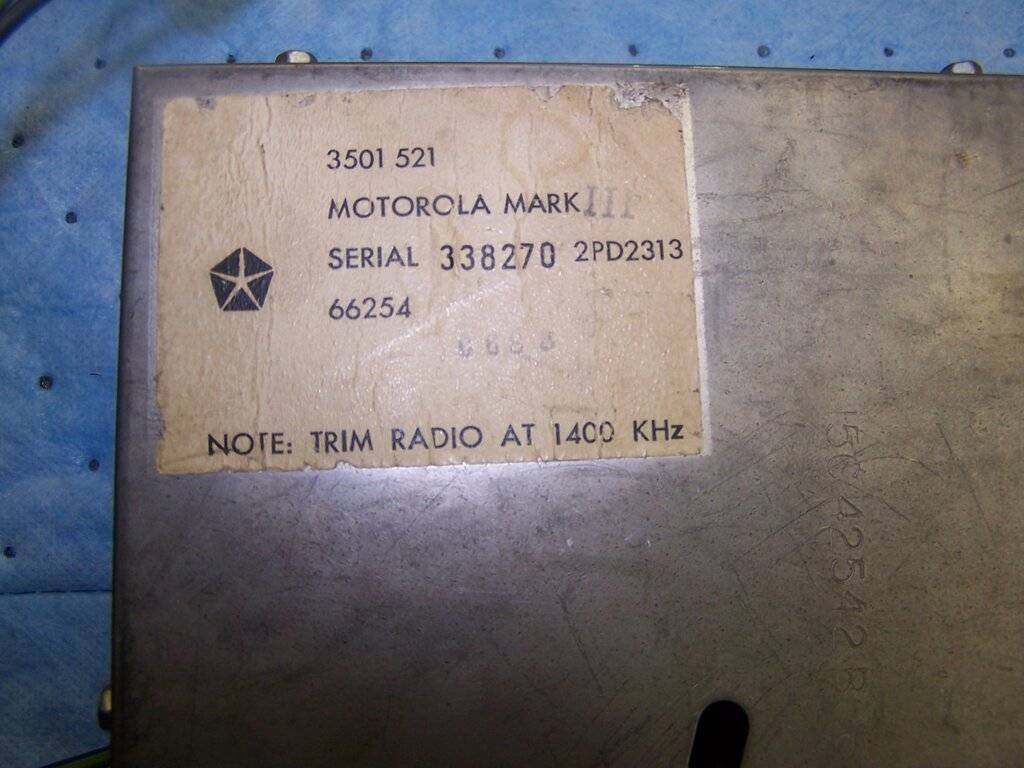 3501 521
MOTOROLA MARK III
SERIAL 338270 2PD2313
66254
NOTE: TRIM RADIO AT 1400 KHz